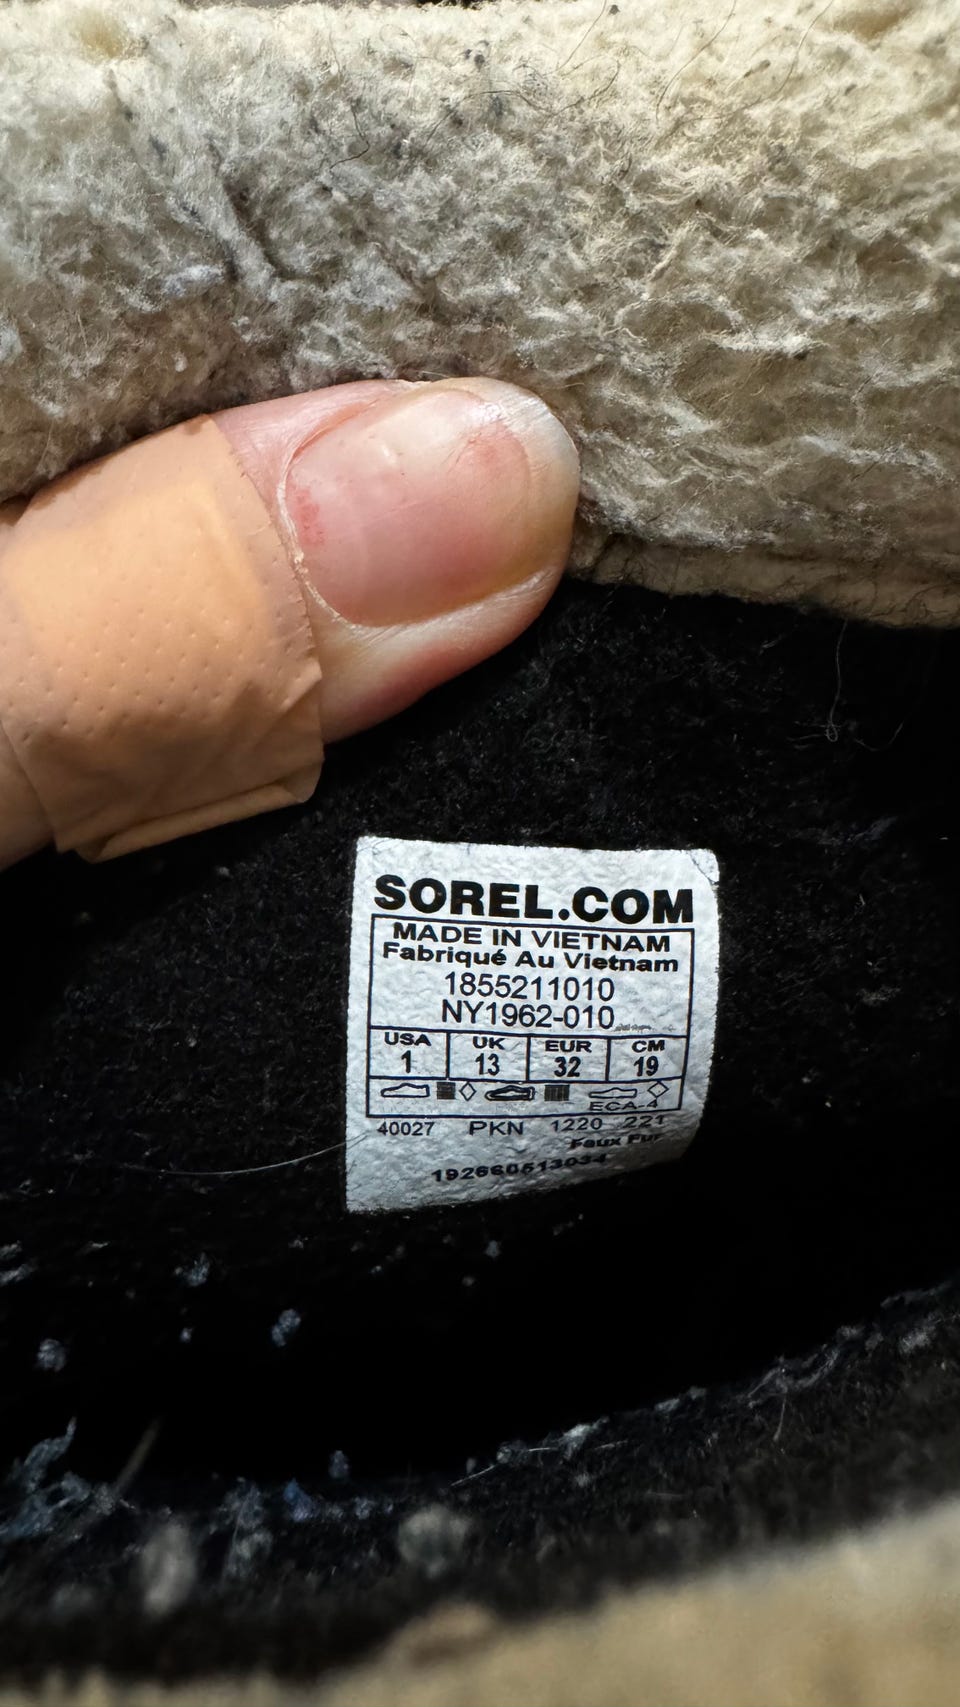 SOREL.COM
MADE IN VIETNAM
Fabriqué Au Vietnam
1855211010
NY1962-010
USA UK EUR CM
1 13 32 19
ECA-4
40027 PKN 1220 221
Faux Fur
192660513034